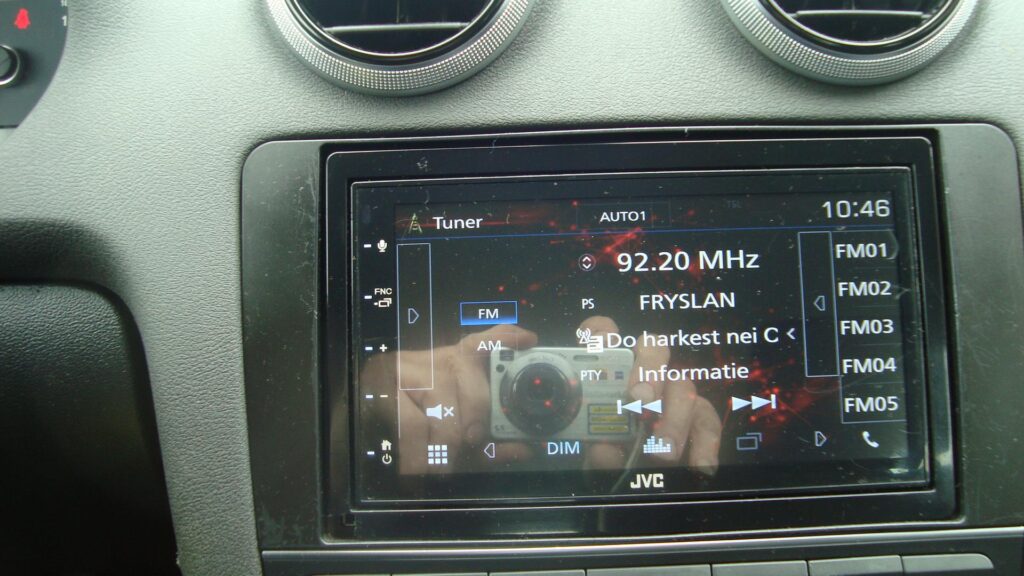 Tuner
AUTO1
10:46
92.20 MHz
FM01
FNC
PS
FRYSLAN
FM02
FM
Do harkest nei C
FM03
AM
PTY
Informatie
FM04
FM05
DIM
JVC